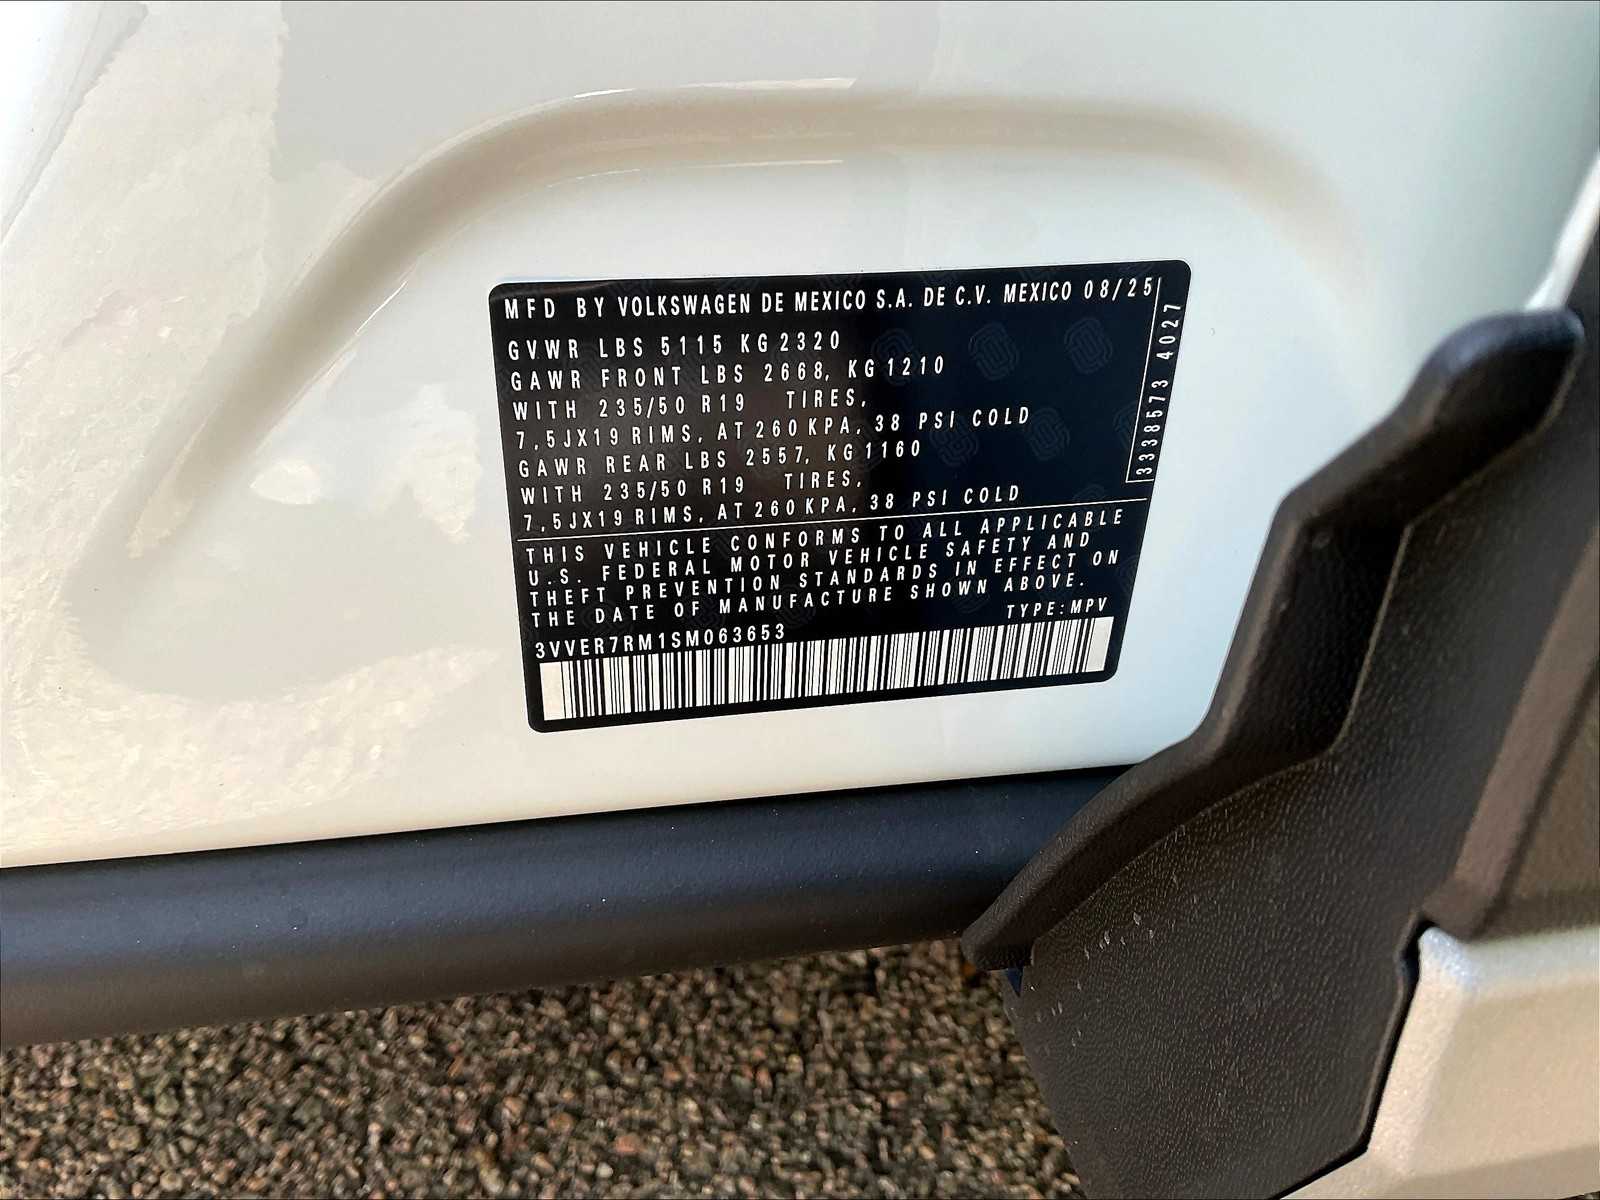 MFD BY VOLKSWAGEN DE MEXICO S.A. DE C.V. MEXICO 08/25
GVWR LBS 5115 KG 2320
GAWR FRONT LBS 2668, KG 1210
WITH 235/50 R19 TIRES,
7,5JX19 RIMS, AT 260 KPA, 38 PSI COLD
GAWR REAR LBS 2557, KG 1160
WITH 235/50 R19 TIRES,
7,5JX19 RIMS, AT 260 KPA, 38 PSI COLD
3338573 4027
THIS VEHICLE CONFORMS TO ALL APPLICABLE
U.S. FEDERAL MOTOR VEHICLE SAFETY AND
THEFT PREVENTION STANDARDS IN EFFECT ON
THE DATE OF MANUFACTURE SHOWN ABOVE.
TYPE: MPV
3VVER7RM1SM063653